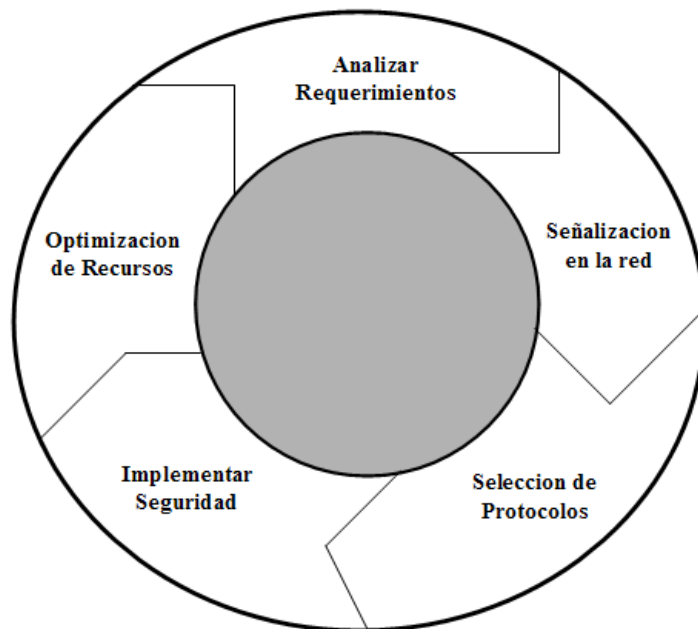 Analizar
Requerimientos
Señalizacion
en la red
Seleccion de
Protocolos
Implementar
Seguridad
Optimizacion
de Recursos